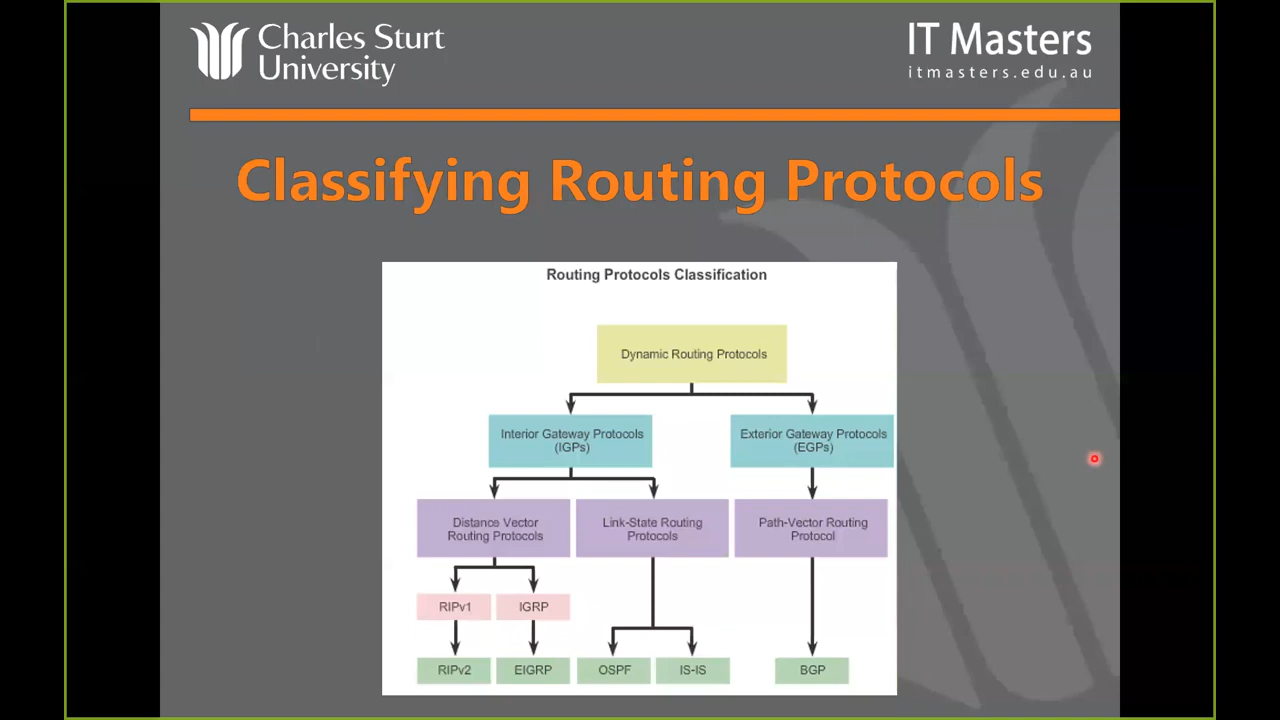 Charles Sturt
University
IT Masters
itmasters.edu.au
Classifying Routing Protocols
Routing Protocols Classification
Dynamic Routing Protocols
Interior Gateway Protocols
(IGPs)
Exterior Gateway Protocols
(EGPs)
Distance Vector
Routing Protocols
Link-State Routing
Protocols
Path-Vector Routing
Protocol
RIPv1
IGRP
RIPv2
EIGRP
OSPF
IS-IS
BGP